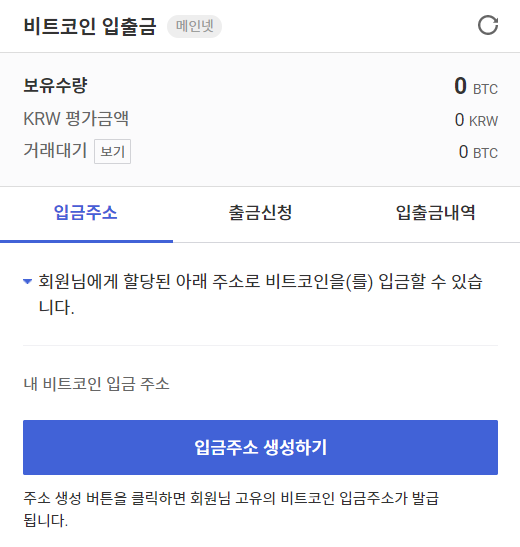 비트코인 입출금 메인넷
보유수량 0 BTC
KRW 평가금액 0 KRW
거래대기 보기 0 BTC
입금주소 출금신청 입출금내역
회원님에게 할당된 아래 주소로 비트코인을(를) 입금할 수 있습
니다.
내 비트코인 입금 주소
입금주소 생성하기
주소 생성 버튼을 클릭하면 회원님 고유의 비트코인 입금주소가 발급
됩니다.